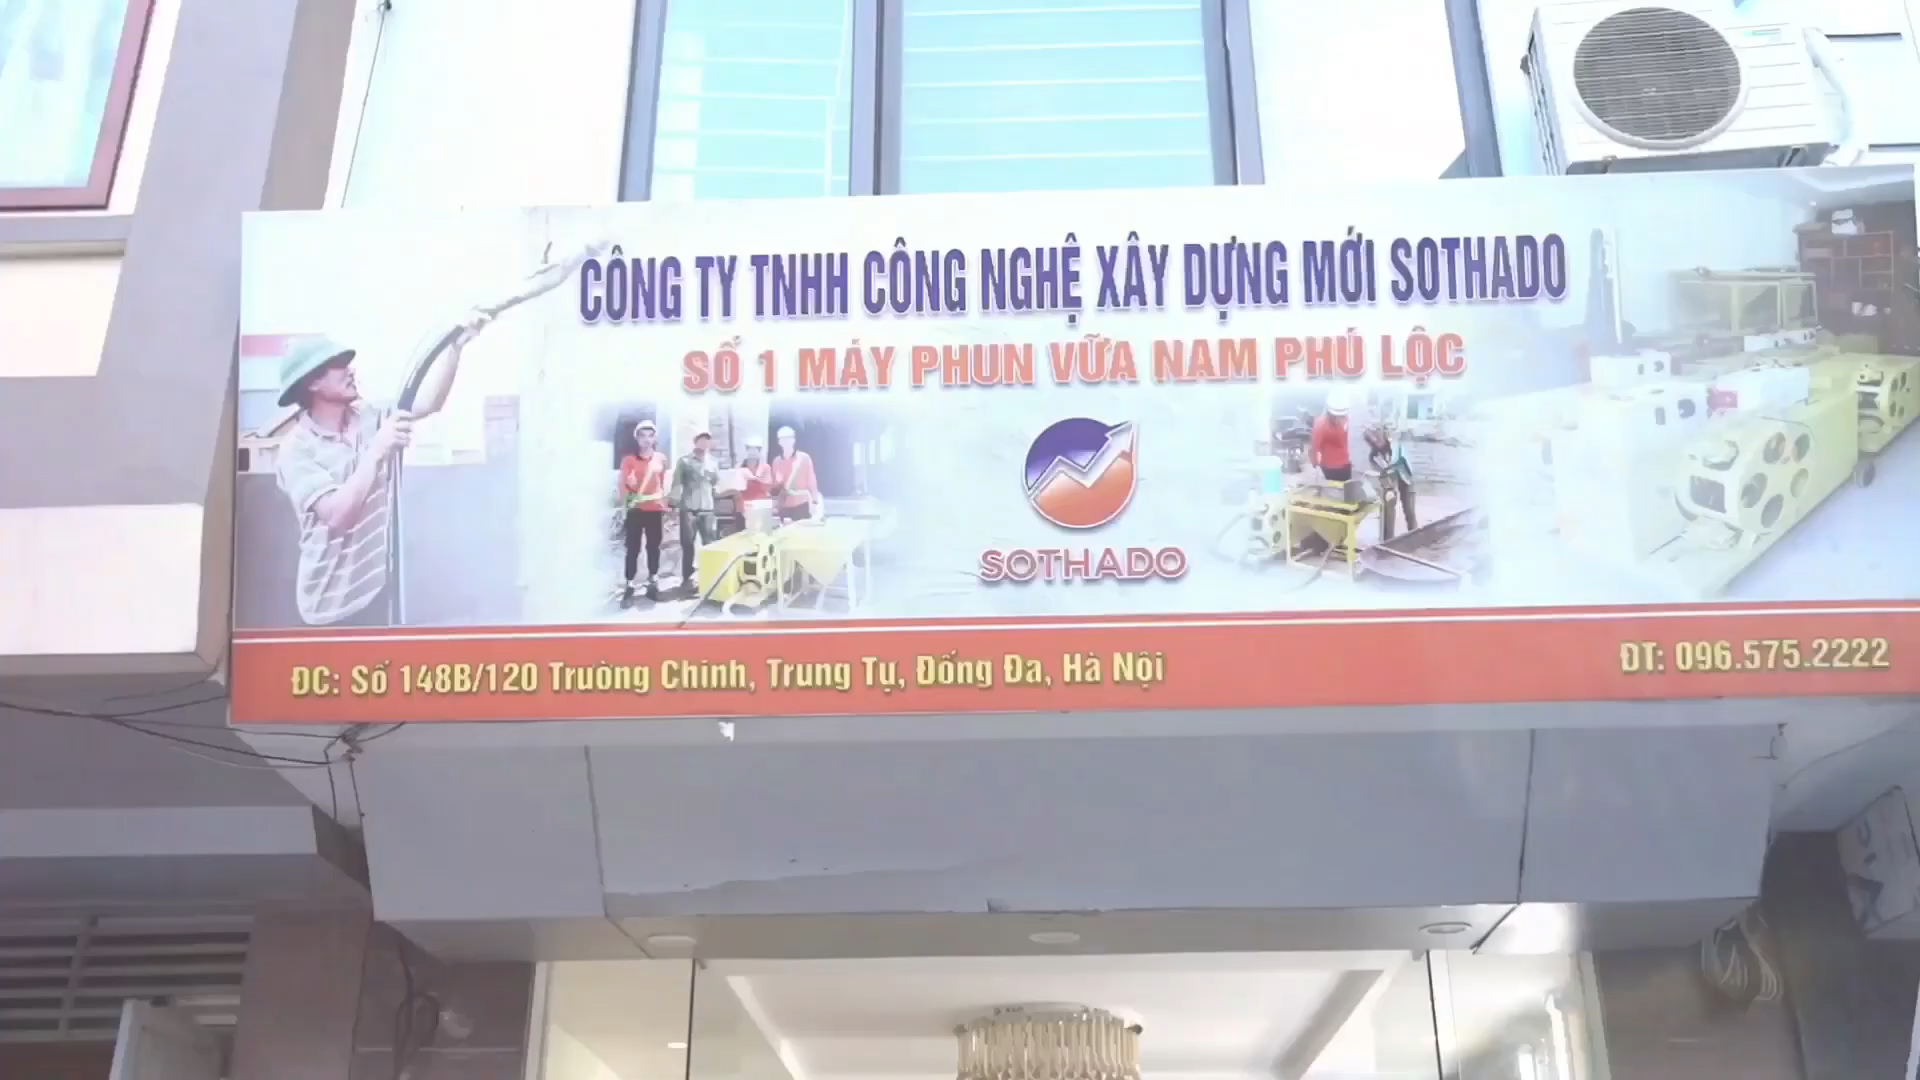 CÔNG TY TNHH CÔNG NGHỆ XÂY DỰNG MỚI SOTHADO
SỐ 1 MÁY PHUN VỮA NAM PHÚ LỘC
SOTHADO
ĐC: Số 148B/120 Trường Chinh, Trung Tự, Đống Đa, Hà Nội
ĐT: 096.575.2222